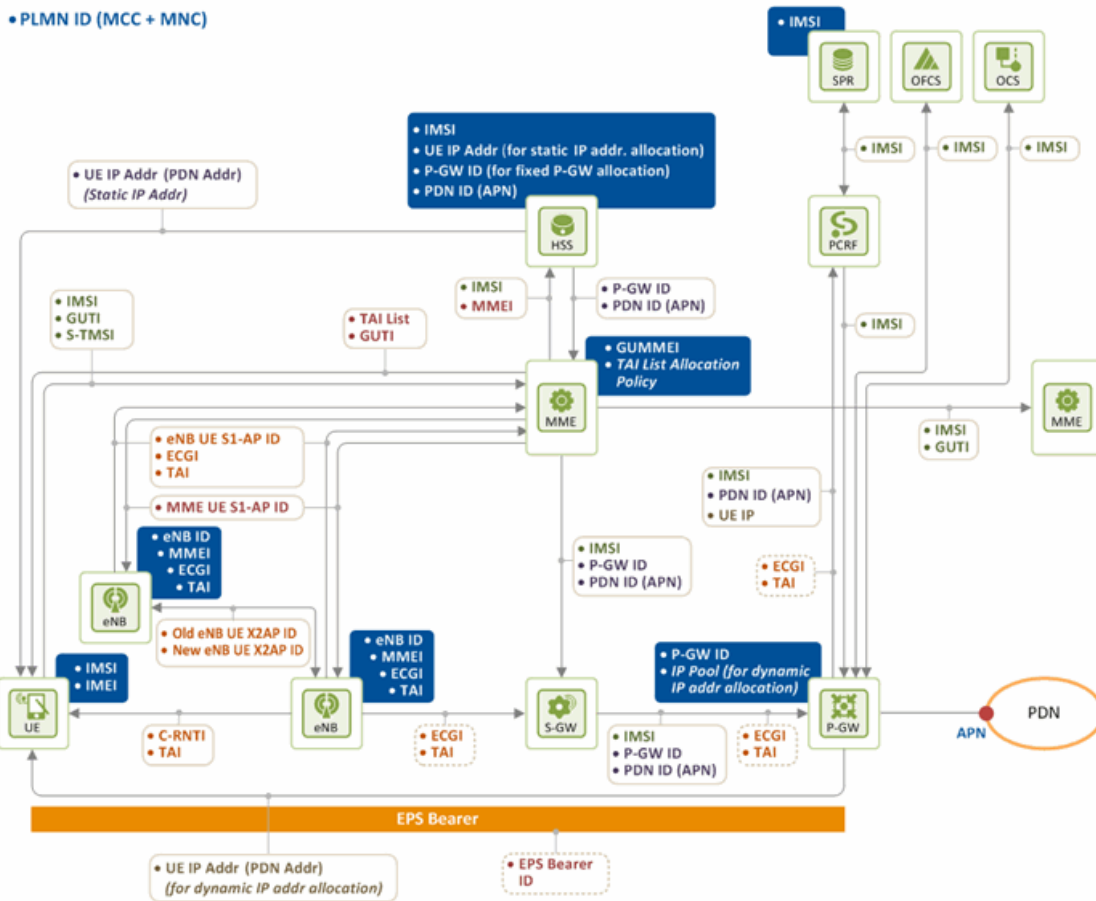 • PLMN ID (MCC + MNC)
• IMSI
SPR
OFCS
OCS
• IMSI
• IMSI
• IMSI
• IMSI
• UE IP Addr (for static IP addr. allocation)
• P-GW ID (for fixed P-GW allocation)
• PDN ID (APN)
• UE IP Addr (PDN Addr)
(Static IP Addr)
HSS
PCRF
• IMSI
• MMEI
• P-GW ID
• PDN ID (APN)
• IMSI
• GUTI
• S-TMSI
• TAI List
• GUTI
• IMSI
• GUMMEI
• TAI List Allocation
Policy
MME
MME
• IMSI
• GUTI
• eNB UE S1-AP ID
• ECGI
• TAI
• MME UE S1-AP ID
• IMSI
• PDN ID (APN)
• UE IP
• eNB ID
• MMEI
• ECGI
• TAI
eNB
• IMSI
• P-GW ID
• PDN ID (APN)
• ECGI
• TAI
• Old eNB UE X2AP ID
• New eNB UE X2AP ID
• eNB ID
• MMEI
• ECGI
• TAI
• P-GW ID
• IP Pool (for dynamic
IP addr allocation)
• IMSI
• IMEI
UE
eNB
S-GW
P-GW
APN
PDN
• C-RNTI
• TAI
• ECGI
• TAI
• IMSI
• P-GW ID
• PDN ID (APN)
• ECGI
• TAI
EPS Bearer
• UE IP Addr (PDN Addr)
(for dynamic IP addr allocation)
• EPS Bearer
ID